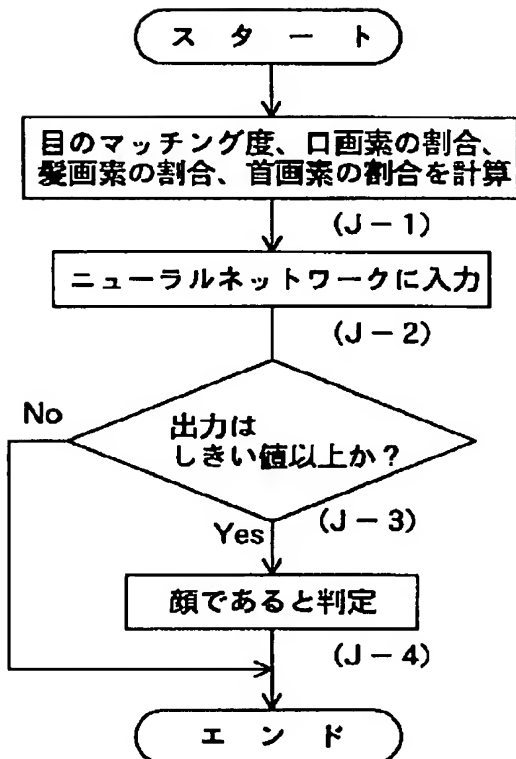 スタート
目のマッチング度、口画素の割合、
髪画素の割合、首画素の割合を計算
(J-1)
ニューラルネットワークに入力
(J-2)
No
出力は
しきい値以上か?
(J-3)
Yes
顔であると判定
(J-4)
エンド